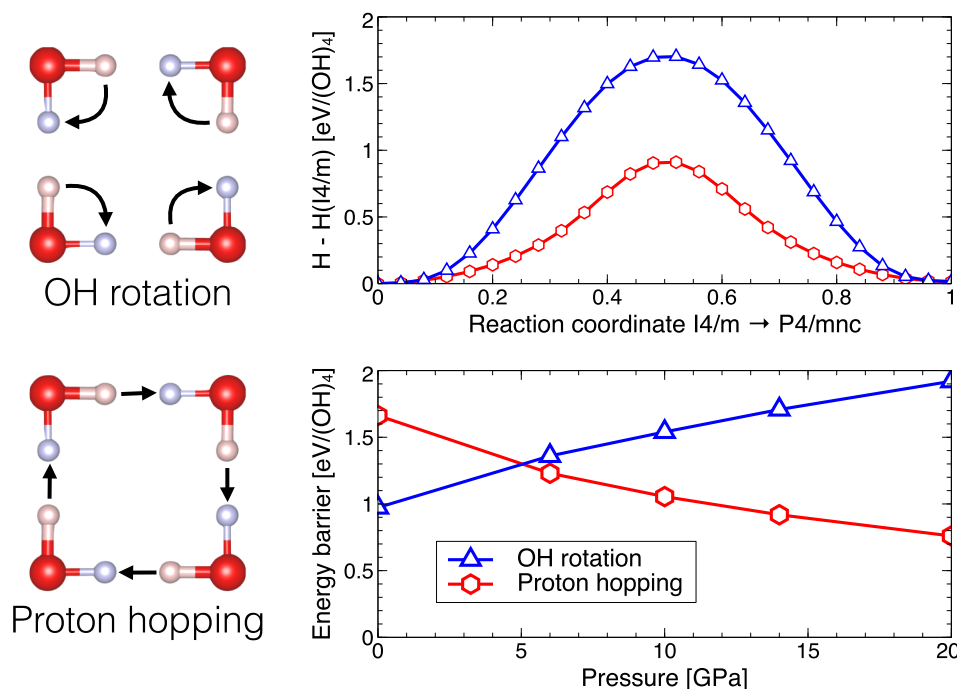 OH rotation
Proton hopping
H - H(I4/m) [eV/(OH)₄]
2
1.5
1
0.5
0
0 0.2 0.4 0.6 0.8 1
Reaction coordinate I4/m → P4/mnc
Energy barrier [eV/(OH)₄]
2
1.5
1
0.5
0
OH rotation
Proton hopping
0 5 10 15 20
Pressure [GPa]